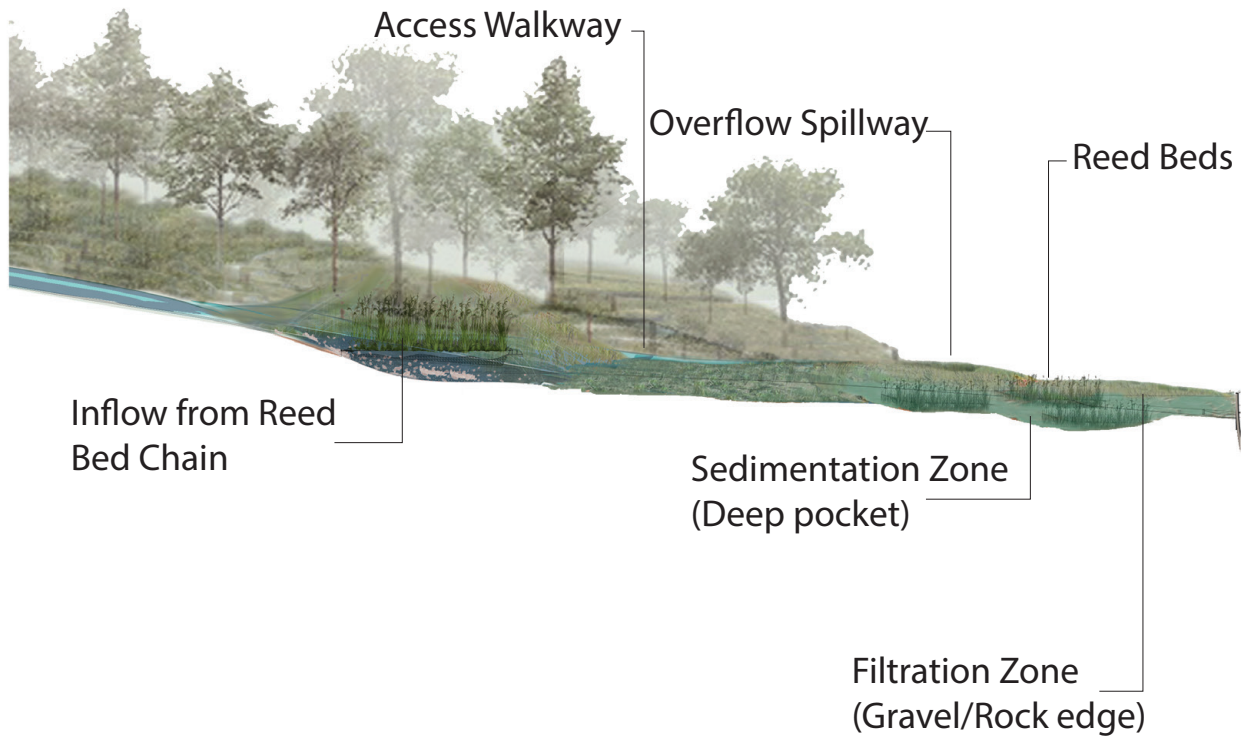 Access Walkway
Overflow Spillway
Reed Beds
Inflow from Reed
Bed Chain
Sedimentation Zone
(Deep pocket)
Filtration Zone
(Gravel/Rock edge)